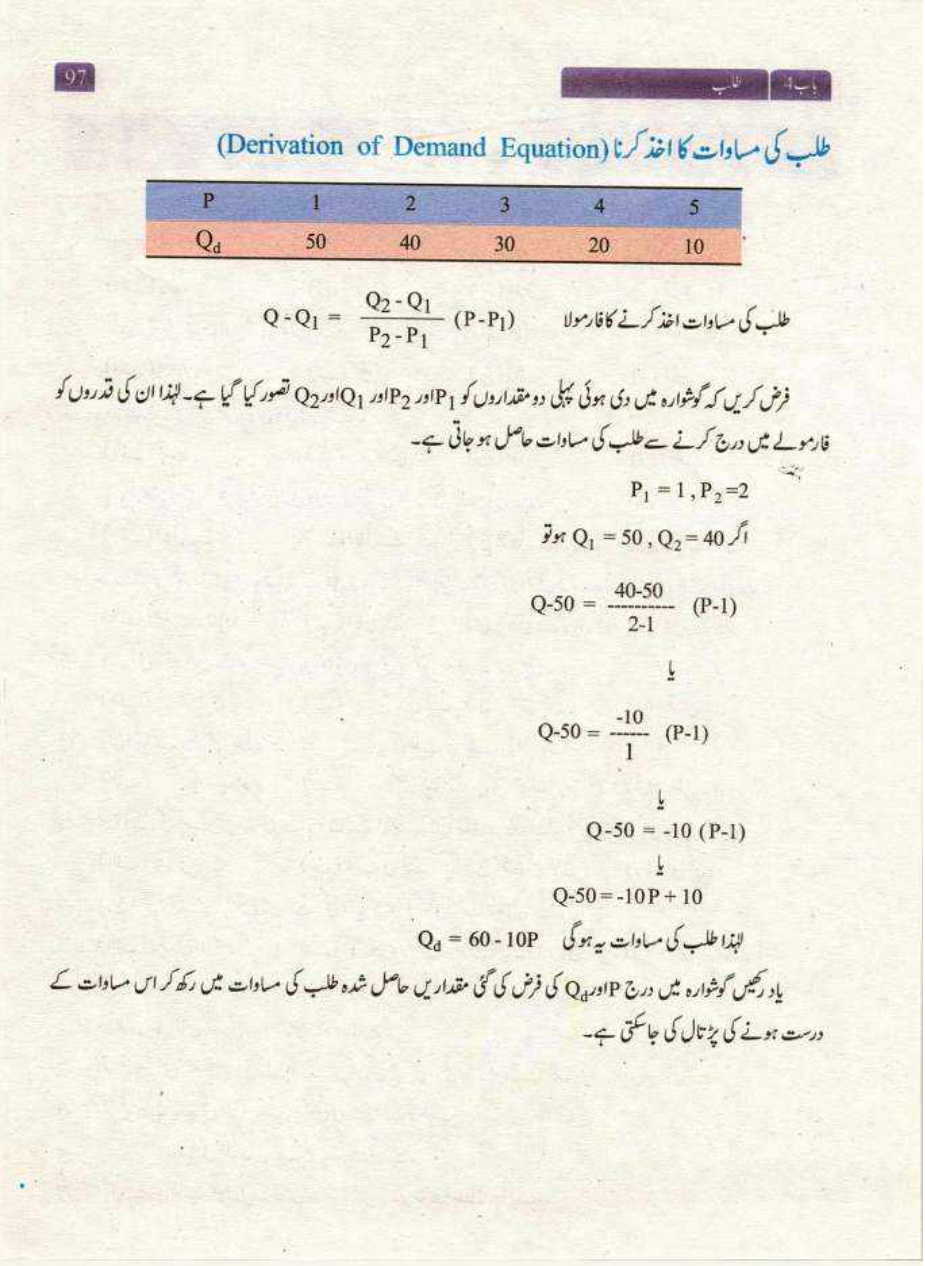 97
باب 4 طلب
طلب کی مساوات کا اخذ کرنا (Derivation of Demand Equation)
P 1 2 3 4 5
Qd 50 40 30 20 10
طلب کی مساوات اخذ کرنے کا فارمولا Q - Q1 = (Q2 - Q1) / (P2 - P1) (P-P1)
فرض کریں کہ گوشوارہ میں دی ہوئی پہلی دو مقداروں کو P1 اور P2 اور Q1 اور Q2 تصور کیا گیا ہے۔ لہٰذا ان کی قدروں کو
فارمولے میں درج کرنے سے طلب کی مساوات حاصل ہو جاتی ہے۔
P1 = 1 , P2 =2
اگر Q1 = 50 , Q2 = 40 ہوتو
Q-50 = 40-50 / 2-1 (P-1)
یا
Q-50 = -10 / 1 (P-1)
یا
Q-50 = -10 (P-1)
یا
Q-50 = -10P + 10
لہٰذا طلب کی مساوات یہ ہوگی Qd = 60 - 10P
یاد رکھیں گوشوارہ میں درج P اور Qd کی فرض کی گئی مقداریں حاصل شدہ طلب کی مساوات میں رکھ کر اس مساوات کے
درست ہونے کی پڑتال کی جاسکتی ہے۔